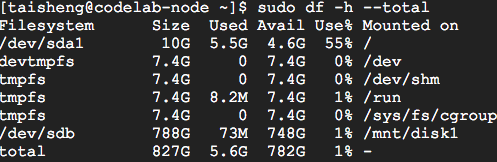 [taisheng@codelab-node ~]$ sudo df -h --total
Filesystem      Size  Used Avail Use% Mounted on
/dev/sda1        10G  5.5G  4.6G  55% /
devtmpfs        7.4G     0  7.4G   0% /dev
tmpfs           7.4G     0  7.4G   0% /dev/shm
tmpfs           7.4G  8.2M  7.4G   1% /run
tmpfs           7.4G     0  7.4G   0% /sys/fs/cgroup
/dev/sdb        788G   73M  748G   1% /mnt/disk1
total           827G  5.6G  782G   1% -